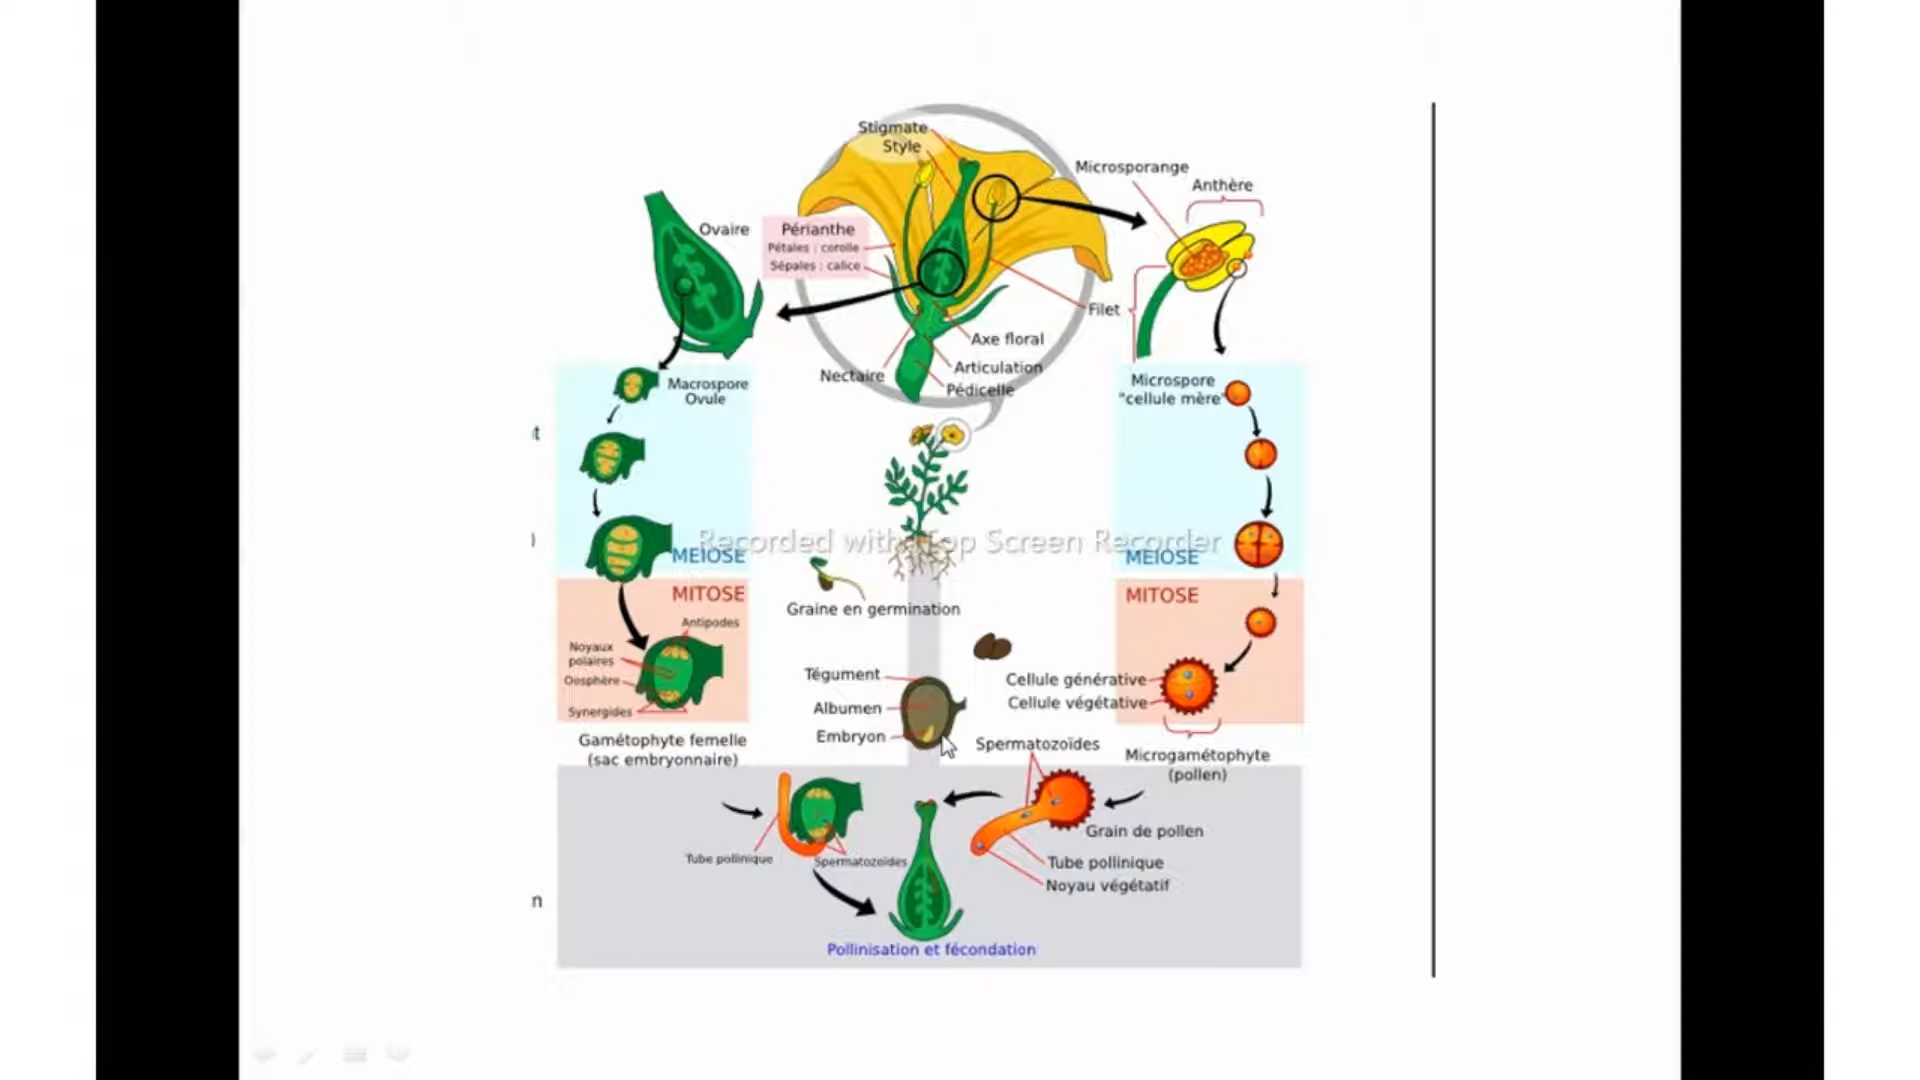 Stigmate
Style
Microsporange
Anthère
Ovaire
Périanthe
Pétales : corolle
Sépales : calice
Filet
Axe floral
Articulation
Nectaire
Pédicelle
Macrospore
Ovule
Microspore
"cellule mère"
t
Recorded with Top Screen Recorder
)
MEIOSE
MEIOSE
MITOSE
MITOSE
Graine en germination
Antipodes
Noyaux
polaires
Oosphère
Synergides
Tégument
Albumen
Embryon
Cellule générative
Cellule végétative
Gamétophyte femelle
(sac embryonnaire)
Spermatozoïdes
Microgamétophyte
(pollen)
Grain de pollen
Tube pollinique
Spermatozoïdes
Tube pollinique
Noyau végétatif
n
Pollinisation et fécondation